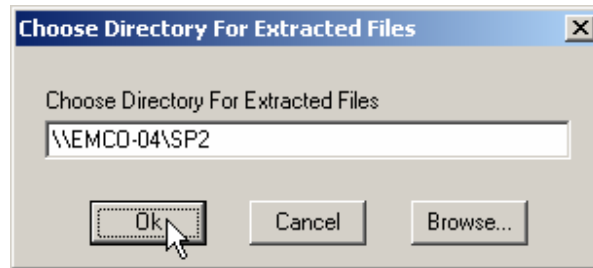 Choose Directory For Extracted Files
Choose Directory For Extracted Files
\\EMCO-04\SP2
Ok Cancel Browse...